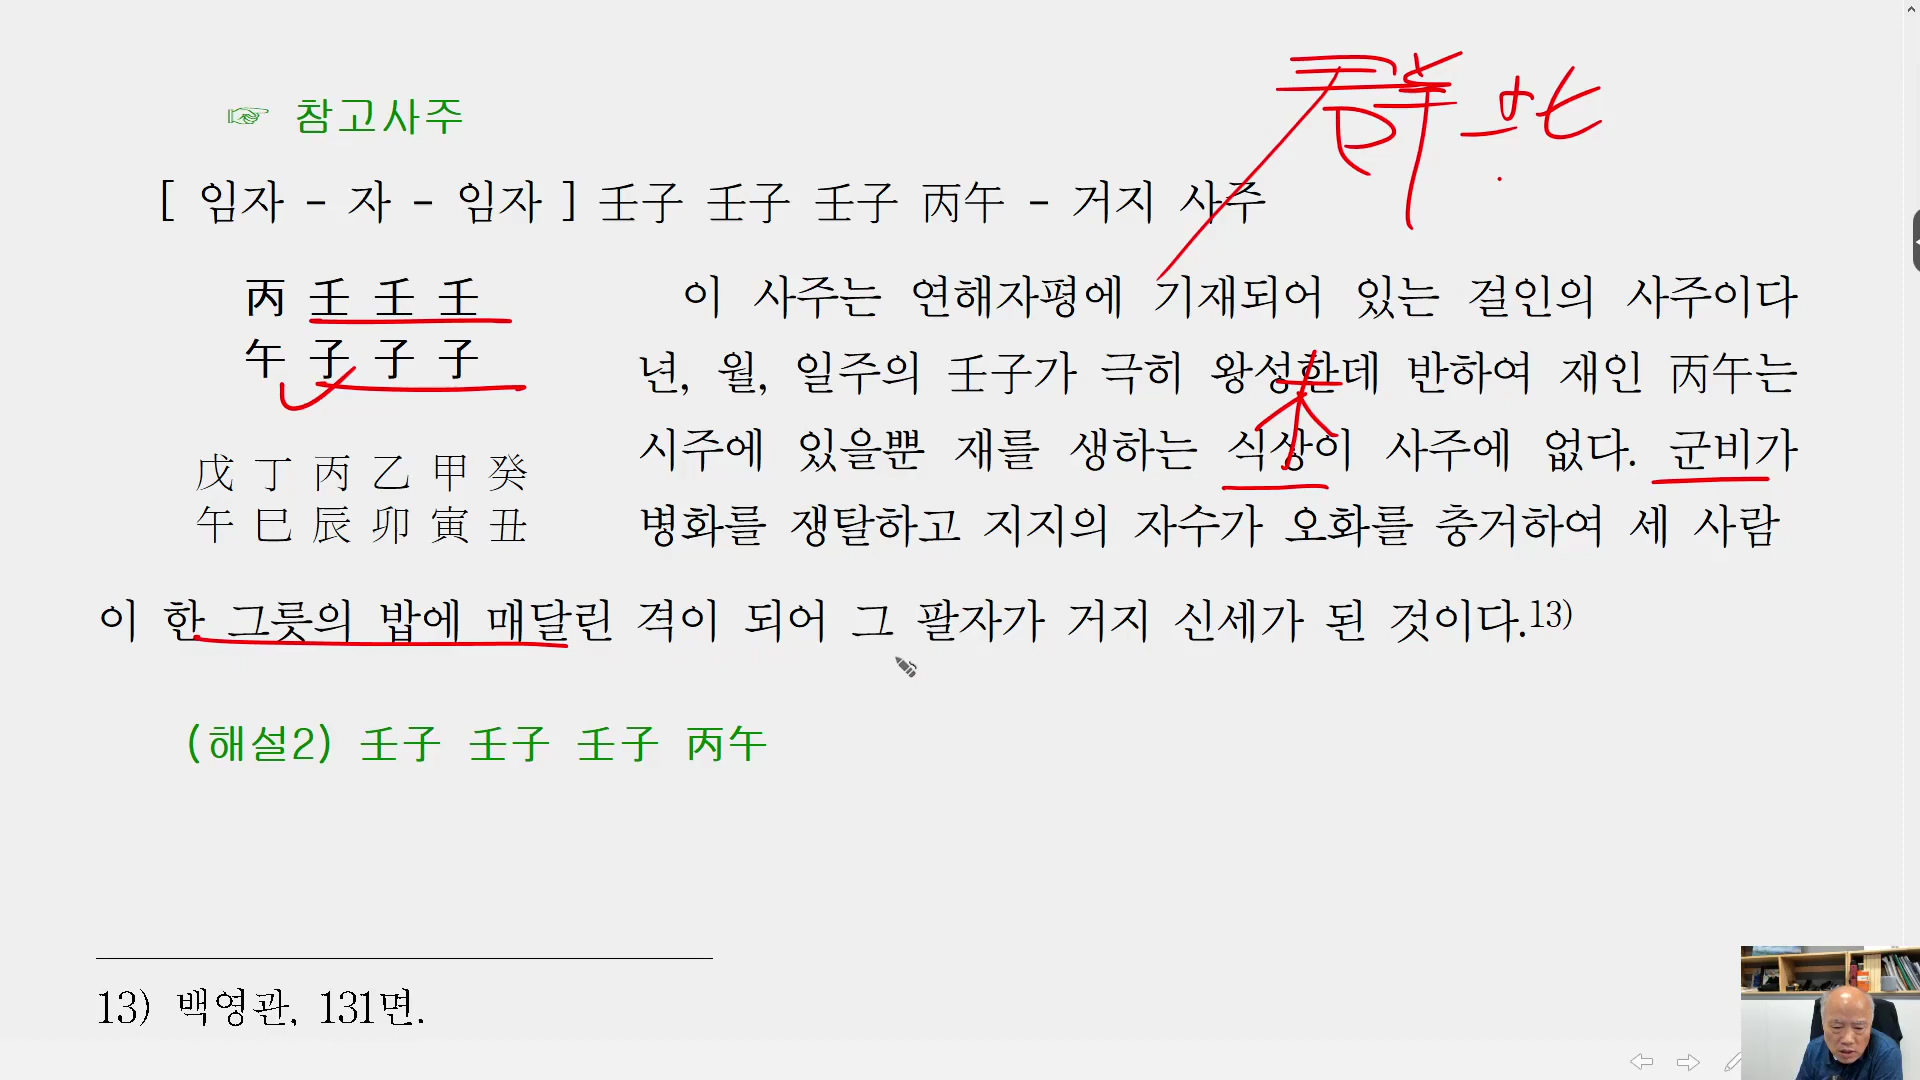 ☞ 참고사주
群比
[ 임자 - 자 - 임자 ] 壬子 壬子 壬子 丙午 - 거지 사주
丙 壬 壬 壬
午 子 子 子
戊 丁 丙 乙 甲 癸
午 巳 辰 卯 寅 丑
이 사주는 연해자평에 기재되어 있는 걸인의 사주이다
년, 월, 일주의 壬子가 극히 왕성한데 반하여 재인 丙午는
시주에 있을뿐 재를 생하는 식상이 사주에 없다. 군비가
병화를 쟁탈하고 지지의 자수가 오화를 충거하여 세 사람
이 한 그릇의 밥에 매달린 격이 되어 그 팔자가 거지 신세가 된 것이다.13)
(해설2) 壬子 壬子 壬子 丙午
13) 백영관, 131면.